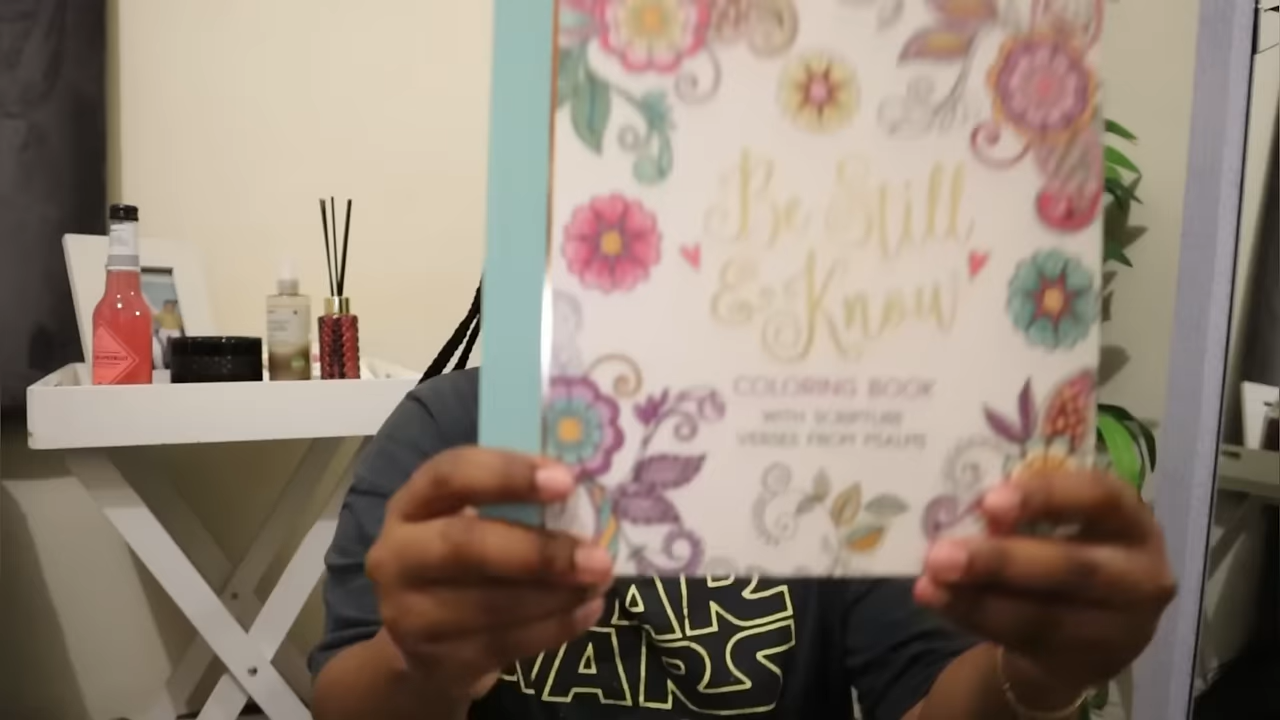 Be Still
& Know
COLORING BOOK
WITH SCRIPTURE
VERSES FROM PSALMS
STAR
WARS